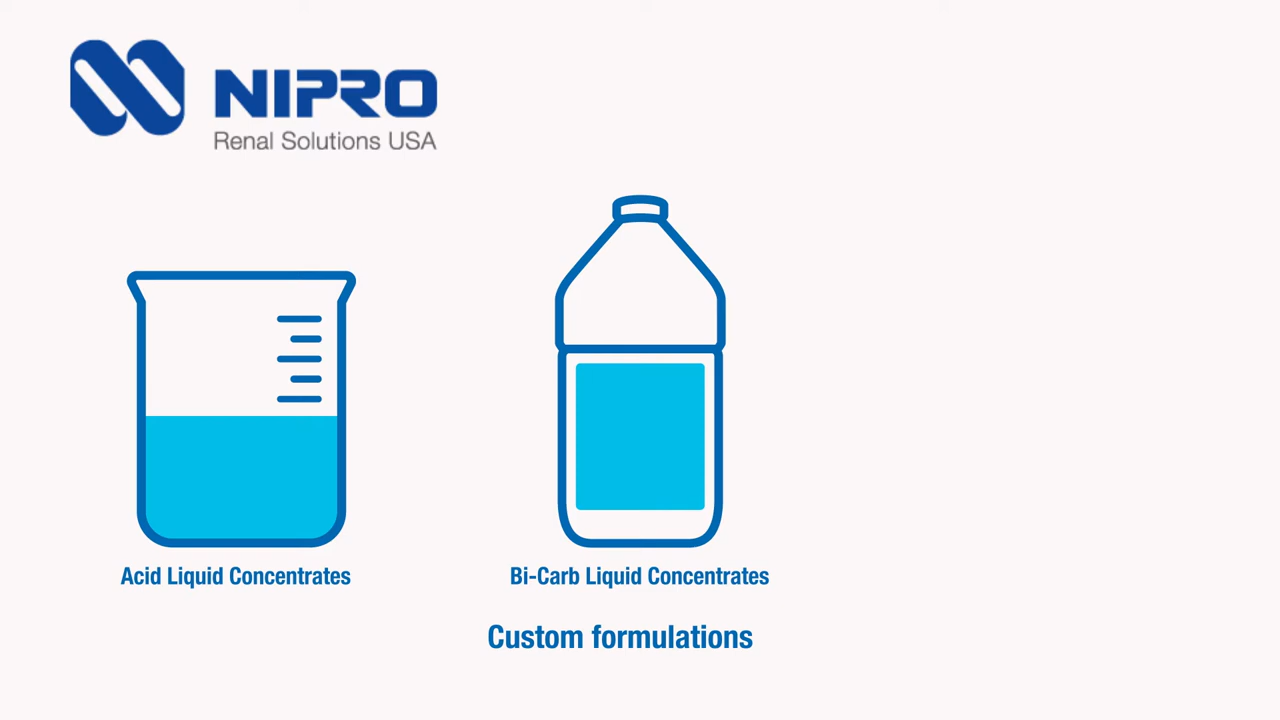 NIPRO
Renal Solutions USA
Acid Liquid Concentrates
Bi-Carb Liquid Concentrates
Custom formulations